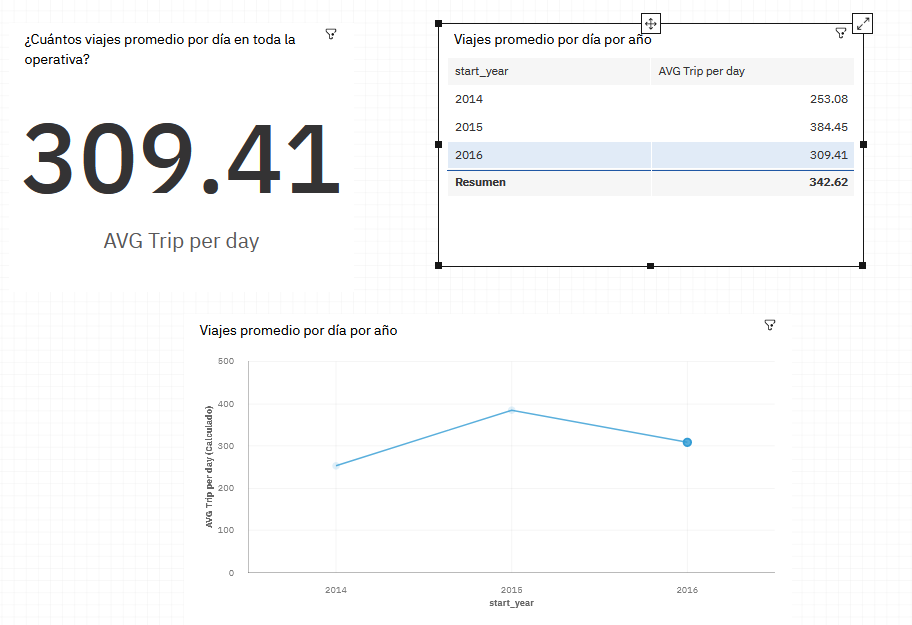 ¿Cuántos viajes promedio por día en toda la
operativa?
309.41
AVG Trip per day
Viajes promedio por día por año
start_year AVG Trip per day
2014 253.08
2015 384.45
2016 309.41
Resumen 342.62
Viajes promedio por día por año
AVG Trip per day (Calculado)
500
400
300
200
100
0
2014 2015 2016
start_year